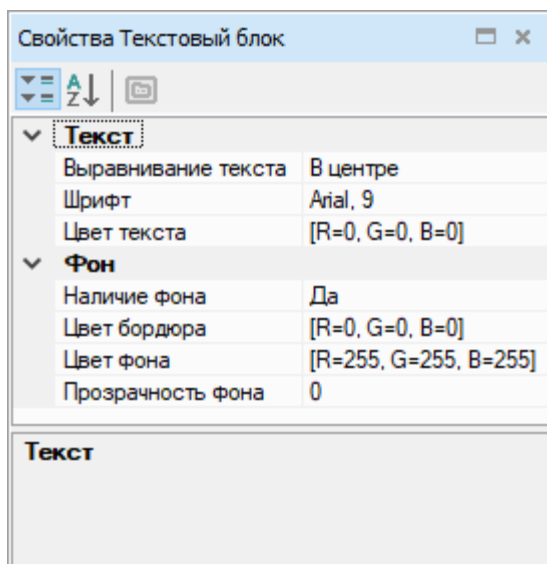 Свойства Текстовый блок
Текст
Выравнивание текста В центре
Шрифт Arial, 9
Цвет текста [R=0, G=0, B=0]
Фон
Наличие фона Да
Цвет бордюра [R=0, G=0, B=0]
Цвет фона [R=255, G=255, B=255]
Прозрачность фона 0
Текст